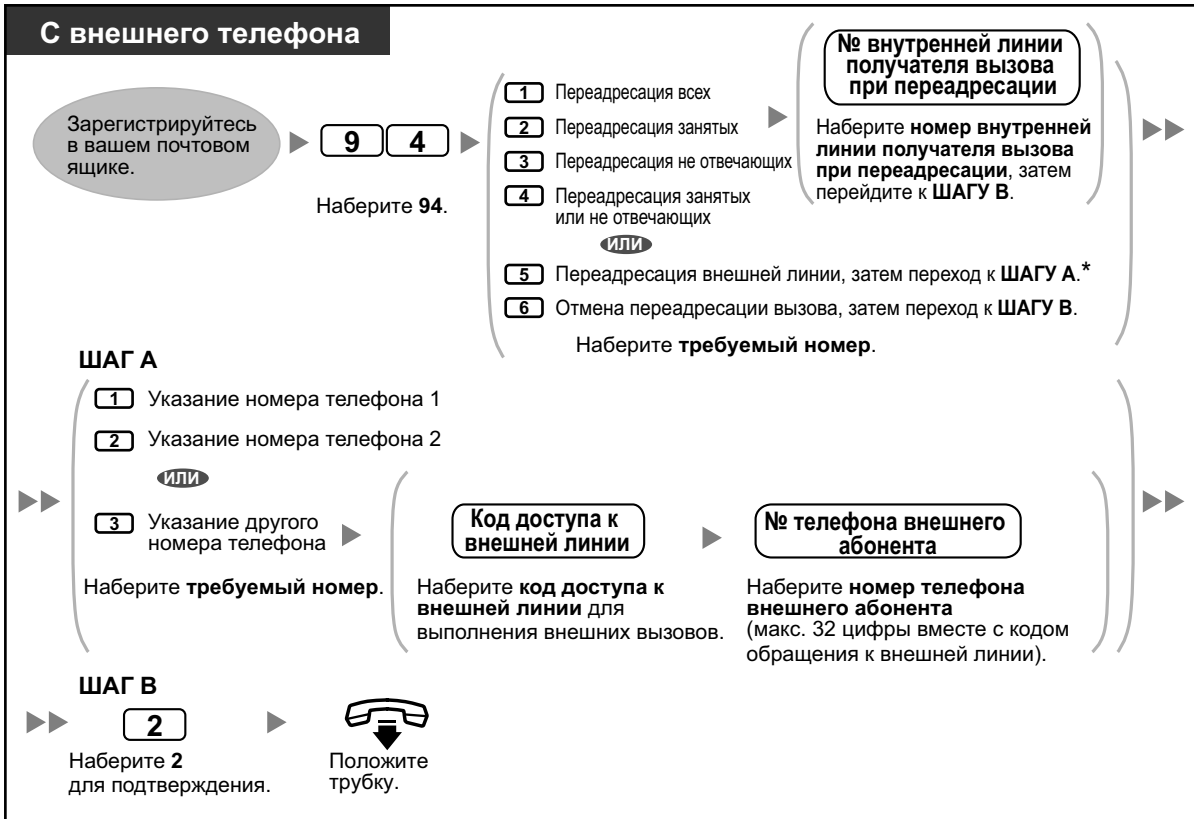 С внешнего телефона
Зарегистрируйтесь
в вашем почтовом
ящике.
9 4
Наберите 94.
1 Переадресация всех
2 Переадресация занятых
3 Переадресация не отвечающих
4 Переадресация занятых
или не отвечающих
ИЛИ
5 Переадресация внешней линии, затем переход к ШАГУ A.*
6 Отмена переадресации вызова, затем переход к ШАГУ B.
Наберите требуемый номер.
№ внутренней линии
получателя вызова
при переадресации
Наберите номер внутренней
линии получателя вызова
при переадресации, затем
перейдите к ШАГУ B.
ШАГ A
1 Указание номера телефона 1
2 Указание номера телефона 2
ИЛИ
3 Указание другого
номера телефона
Наберите требуемый номер.
Код доступа к
внешней линии
Наберите код доступа к
внешней линии для
выполнения внешних вызовов.
№ телефона внешнего
абонента
Наберите номер телефона
внешнего абонента
(макс. 32 цифры вместе с кодом
обращения к внешней линии).
ШАГ B
2
Наберите 2
для подтверждения.
Положите
трубку.